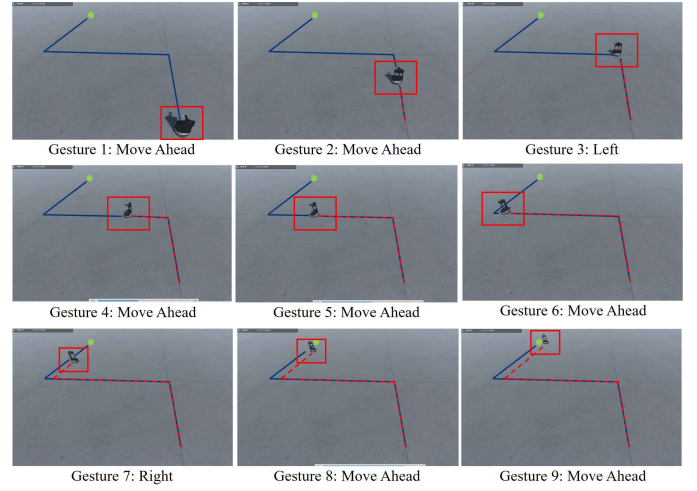 Gesture 1: Move Ahead
Gesture 2: Move Ahead
Gesture 3: Left
Gesture 4: Move Ahead
Gesture 5: Move Ahead
Gesture 6: Move Ahead
Gesture 7: Right
Gesture 8: Move Ahead
Gesture 9: Move Ahead